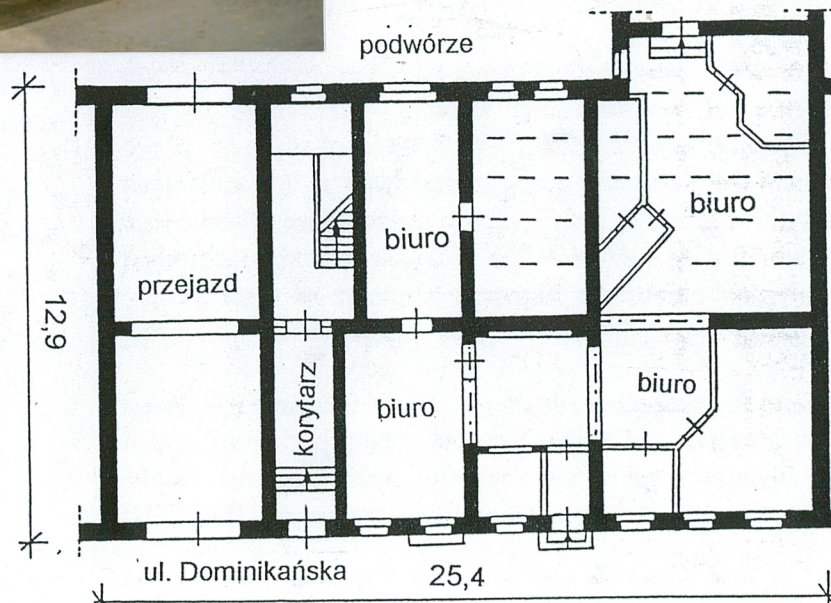 podwórze
biuro
biuro
przejazd
12,9
korytarz
biuro
biuro
ul. Dominikańska
25,4